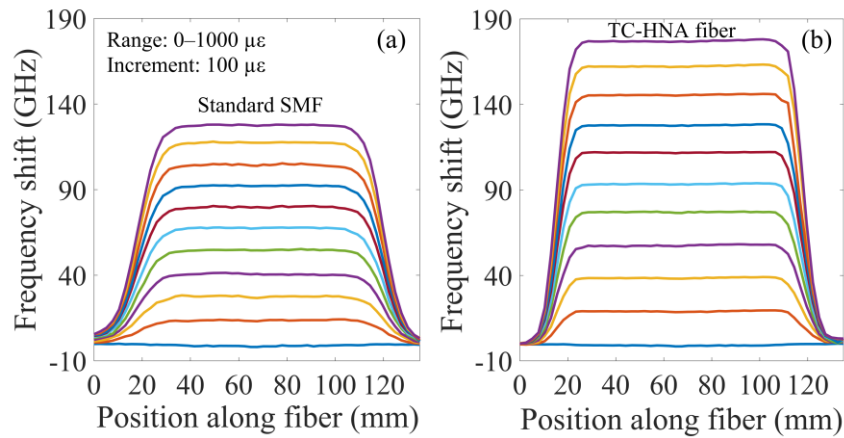 190
140
90
40
-10
Frequency shift (GHz)
Range: 0–1000 µε
Increment: 100 µε
(a)
Standard SMF
0 20 40 60 80 100 120
Position along fiber (mm)
190
140
90
40
-10
Frequency shift (GHz)
TC-HNA fiber
(b)
0 20 40 60 80 100 120
Position along fiber (mm)